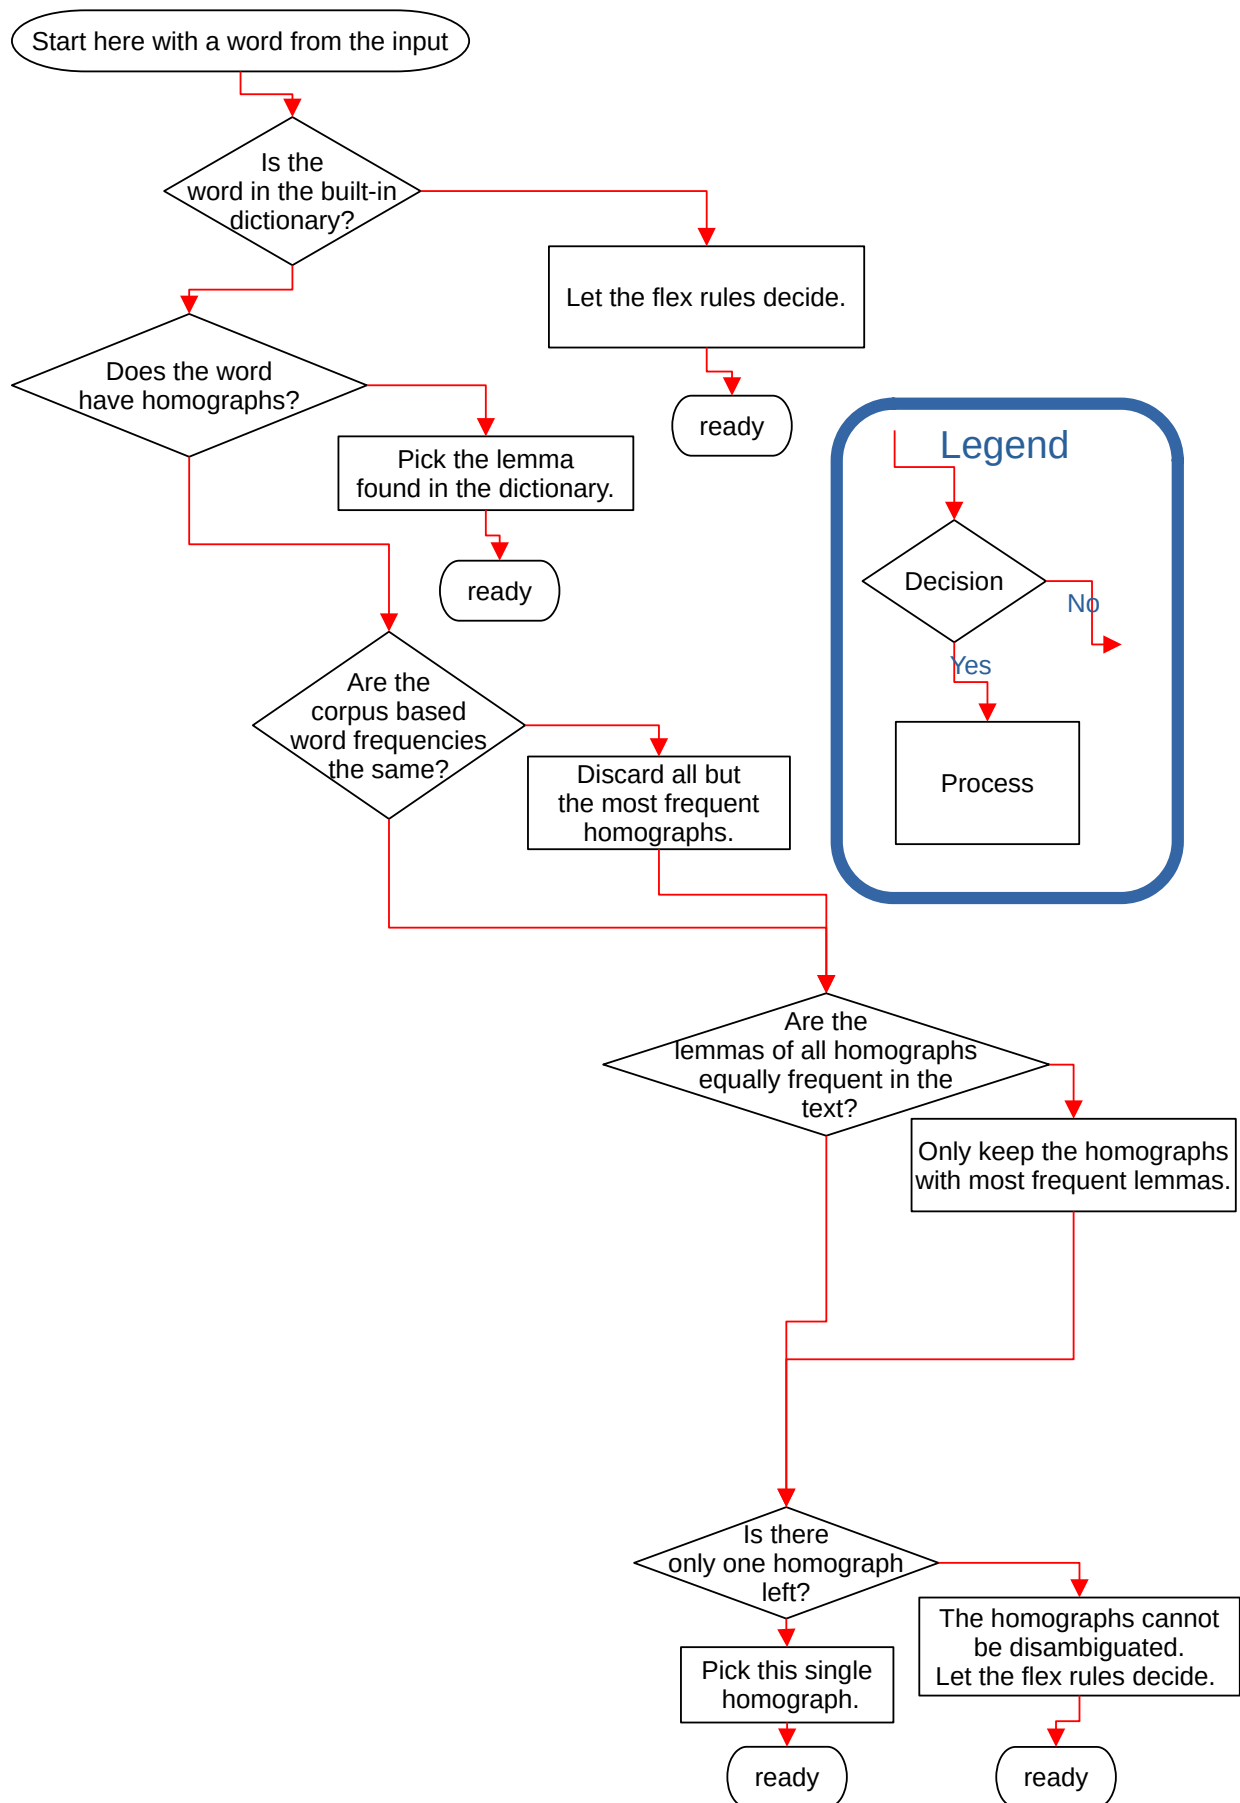 Start here with a word from the input
Is the
word in the built-in
dictionary?
Let the flex rules decide.
ready
Does the word
have homographs?
Pick the lemma
found in the dictionary.
ready
Legend
Decision
No
Yes
Process
Are the
corpus based
word frequencies
the same?
Discard all but
the most frequent
homographs.
Are the
lemmas of all homographs
equally frequent in the
text?
Only keep the homographs
with most frequent lemmas.
Is there
only one homograph
left?
Pick this single
homograph.
ready
The homographs cannot
be disambiguated.
Let the flex rules decide.
ready